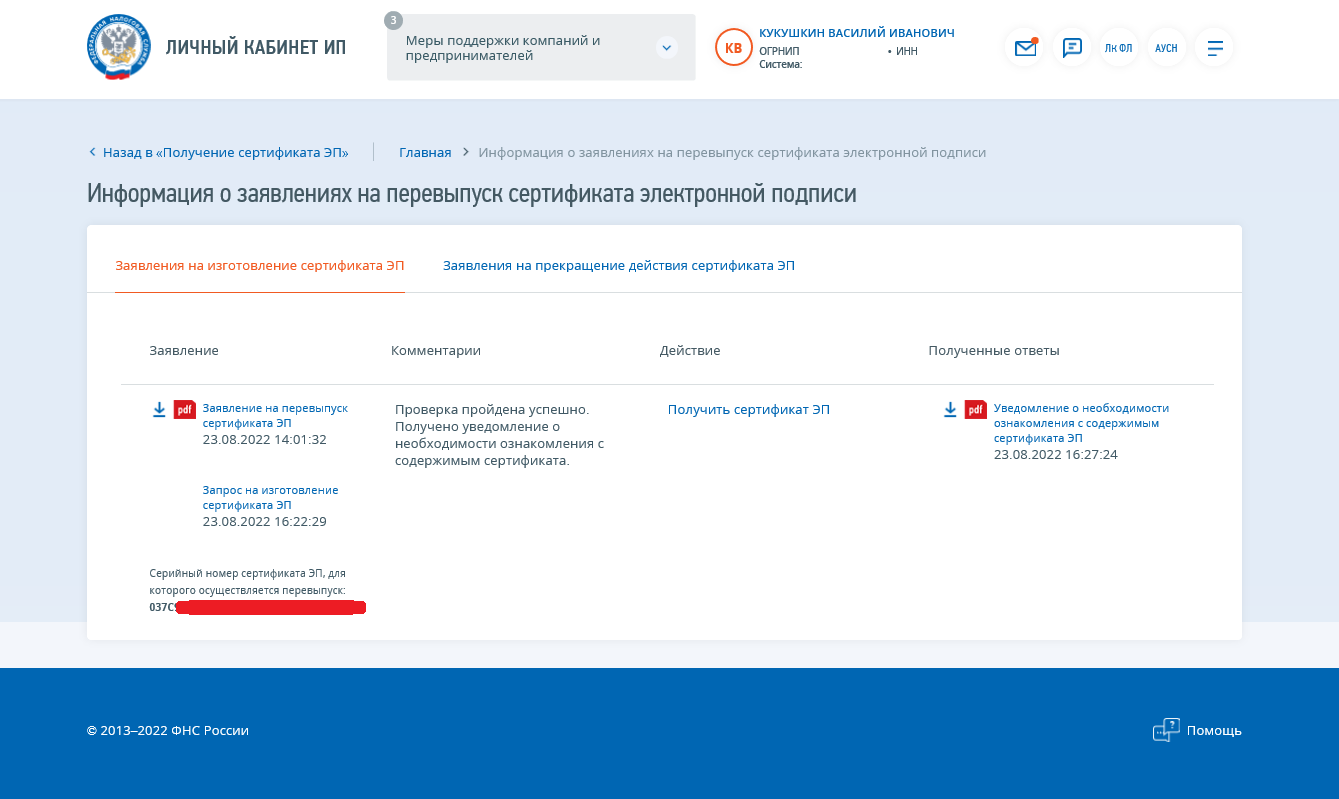 3
ЛИЧНЫЙ КАБИНЕТ ИП
Меры поддержки компаний и
предпринимателей
КВ
КУКУШКИН ВАСИЛИЙ ИВАНОВИЧ
ОГРНИП • ИНН
Система:
Лк ФЛ
АУСН
Назад в «Получение сертификата ЭП»
Главная > Информация о заявлениях на перевыпуск сертификата электронной подписи
Информация о заявлениях на перевыпуск сертификата электронной подписи
Заявления на изготовление сертификата ЭП
Заявления на прекращение действия сертификата ЭП
Заявление
Комментарии
Действие
Полученные ответы
pdf
Заявление на перевыпуск
сертификата ЭП
23.08.2022 14:01:32
Запрос на изготовление
сертификата ЭП
23.08.2022 16:22:29
Серийный номер сертификата ЭП, для
которого осуществляется перевыпуск:
037C
Проверка пройдена успешно.
Получено уведомление о
необходимости ознакомления с
содержимым сертификата.
Получить сертификат ЭП
pdf
Уведомление о необходимости
ознакомления с содержимым
сертификата ЭП
23.08.2022 16:27:24
© 2013–2022 ФНС России
Помощь